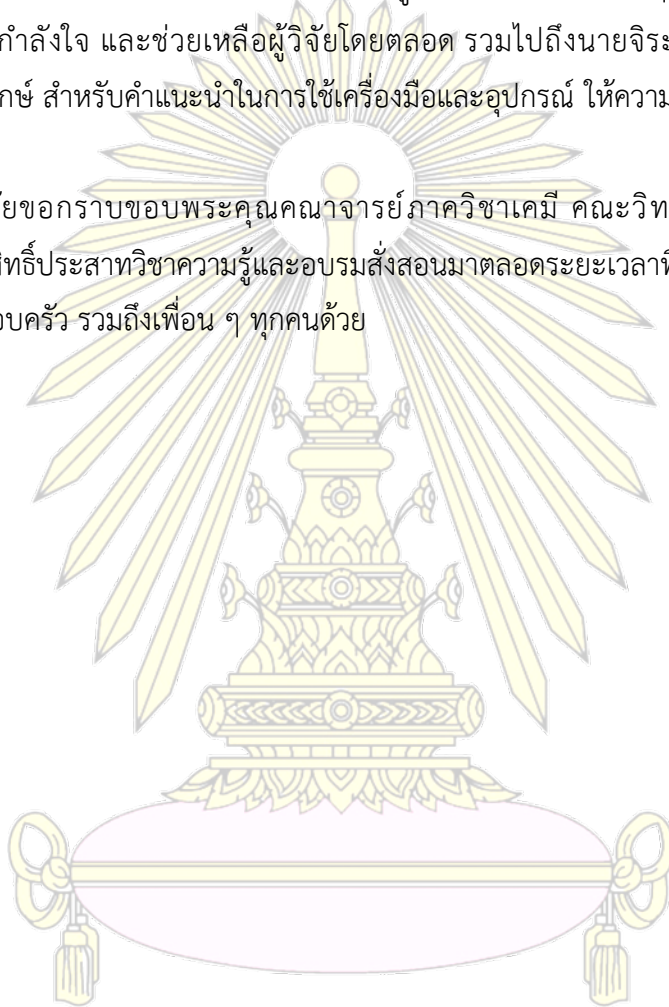 กำลังใจ และช่วยเหลือผู้วิจัยโดยตลอด รวมไปถึงนายจิระ
กษ์ สำหรับคำแนะนำในการใช้เครื่องมือและอุปกรณ์ ให้ความ
ัยขอกราบขอบพระคุณคณาจารย์ภาควิชาเคมี คณะวิท
สิทธิ์ประสาทวิชาความรู้และอบรมสั่งสอนมาตลอดระยะเวลาที
อบครัว รวมถึงเพื่อน ๆ ทุกคนด้วย